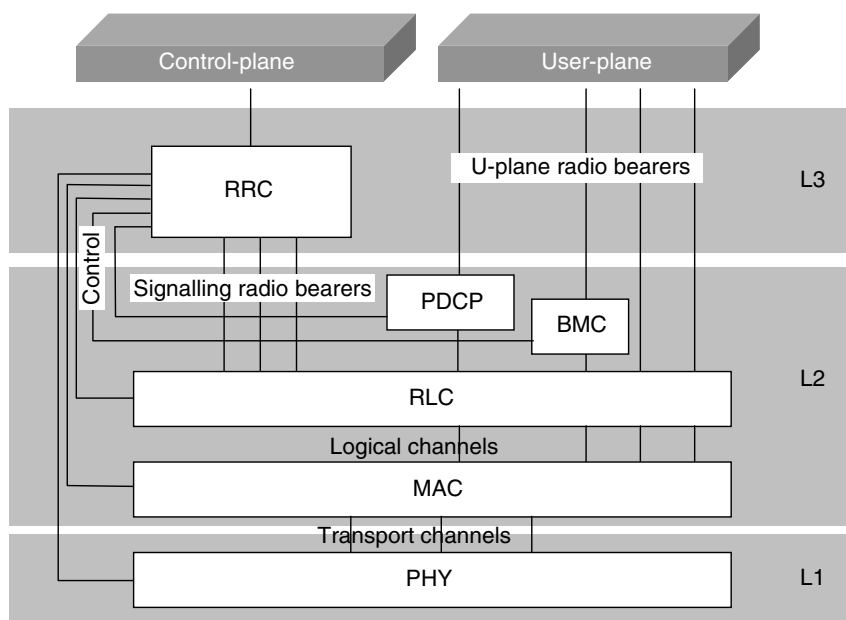 Control-plane
User-plane
U-plane radio bearers
L3
RRC
Control
Signalling radio bearers
PDCP
BMC
L2
RLC
Logical channels
MAC
Transport channels
PHY
L1